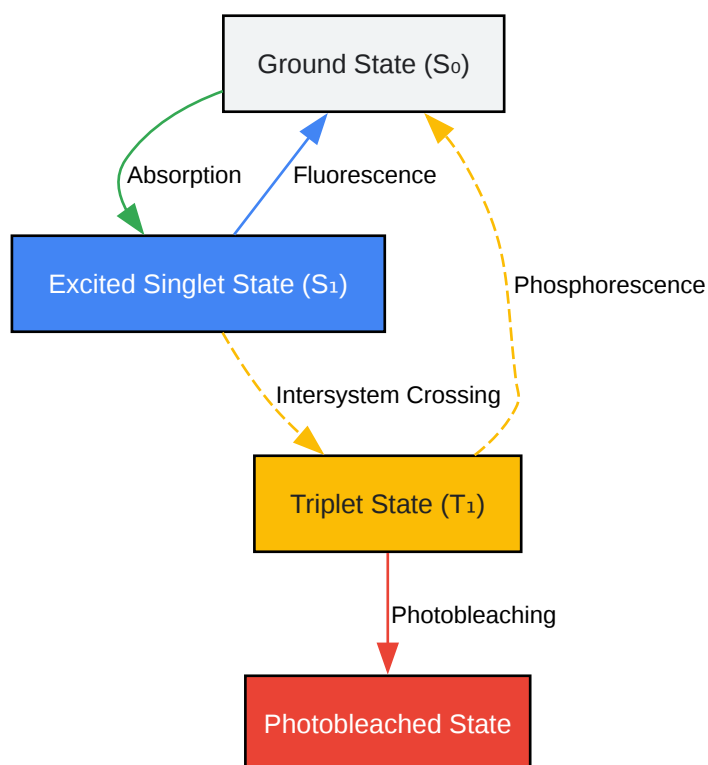 Ground State (S₀)
Absorption
Fluorescence
Excited Singlet State (S₁)
Phosphorescence
Intersystem Crossing
Triplet State (T₁)
Photobleaching
Photobleached State